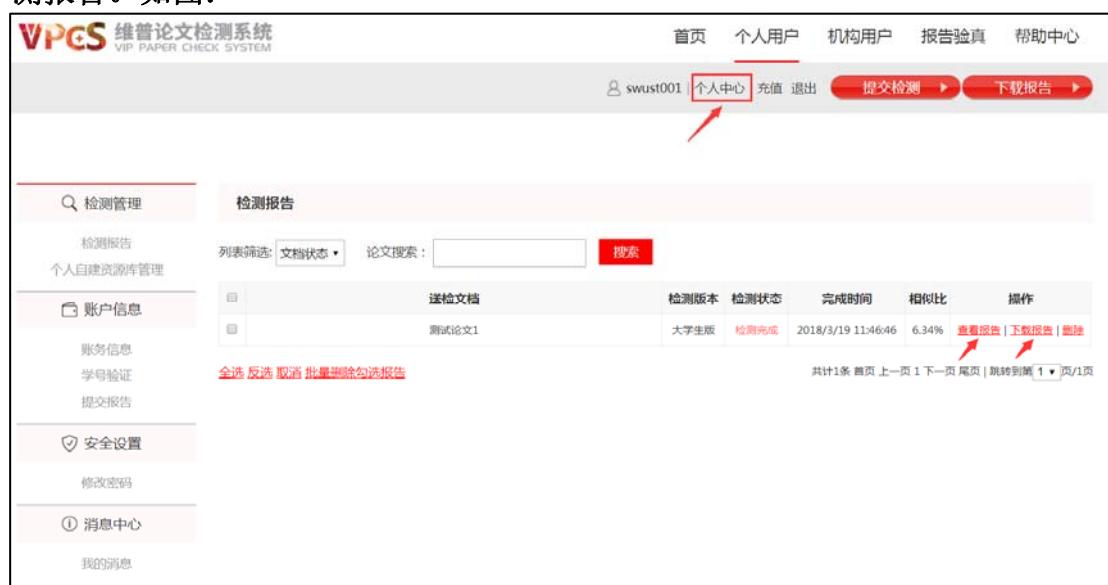 测报告。如图：
VPCS 维普论文检测系统
VIP PAPER CHECK SYSTEM
首页 个人用户 机构用户 报告验真 帮助中心
swust001 | 个人中心 充值 退出 提交检测 下载报告
检测管理
检测报告
个人自建资源库管理
账户信息
账务信息
学号验证
提交报告
安全设置
修改密码
消息中心
我的消息
检测报告
列表筛选: 文档状态 论文搜索： 搜索
送检文档 检测版本 检测状态 完成时间 相似比 操作
测试论文1 大学生版 检测完成 2018/3/19 11:46:46 6.34% 查看报告 | 下载报告 | 删除
全选 反选 取消 批量删除勾选报告
共计1条 首页 上一页 1 下一页 尾页 | 跳转到第 1 页/1页